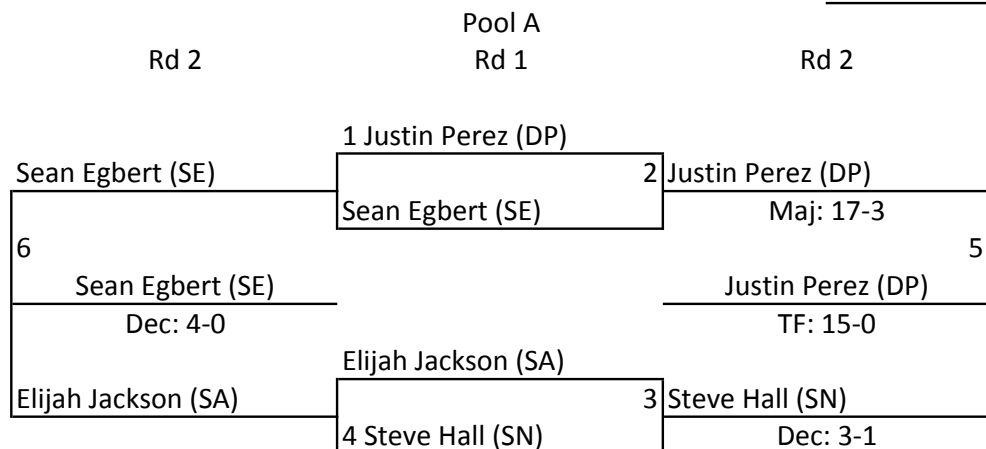 Pool A
Rd 2 Rd 1 Rd 2
1 Justin Perez (DP)
Sean Egbert (SE) 2 Justin Perez (DP)
Sean Egbert (SE) Maj: 17-3
6 5
Sean Egbert (SE) Justin Perez (DP)
Dec: 4-0 TF: 15-0
Elijah Jackson (SA)
Elijah Jackson (SA) 3 Steve Hall (SN)
4 Steve Hall (SN) Dec: 3-1